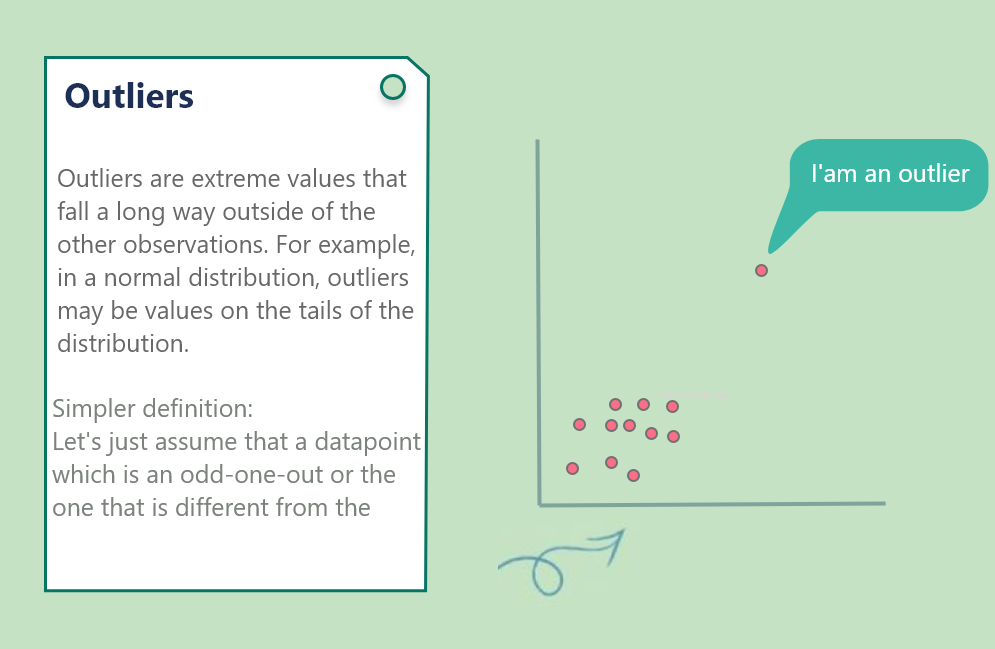 Outliers
Outliers are extreme values that
fall a long way outside of the
other observations. For example,
in a normal distribution, outliers
may be values on the tails of the
distribution.
Simpler definition:
Let's just assume that a datapoint
which is an odd-one-out or the
one that is different from the
I'am an outlier